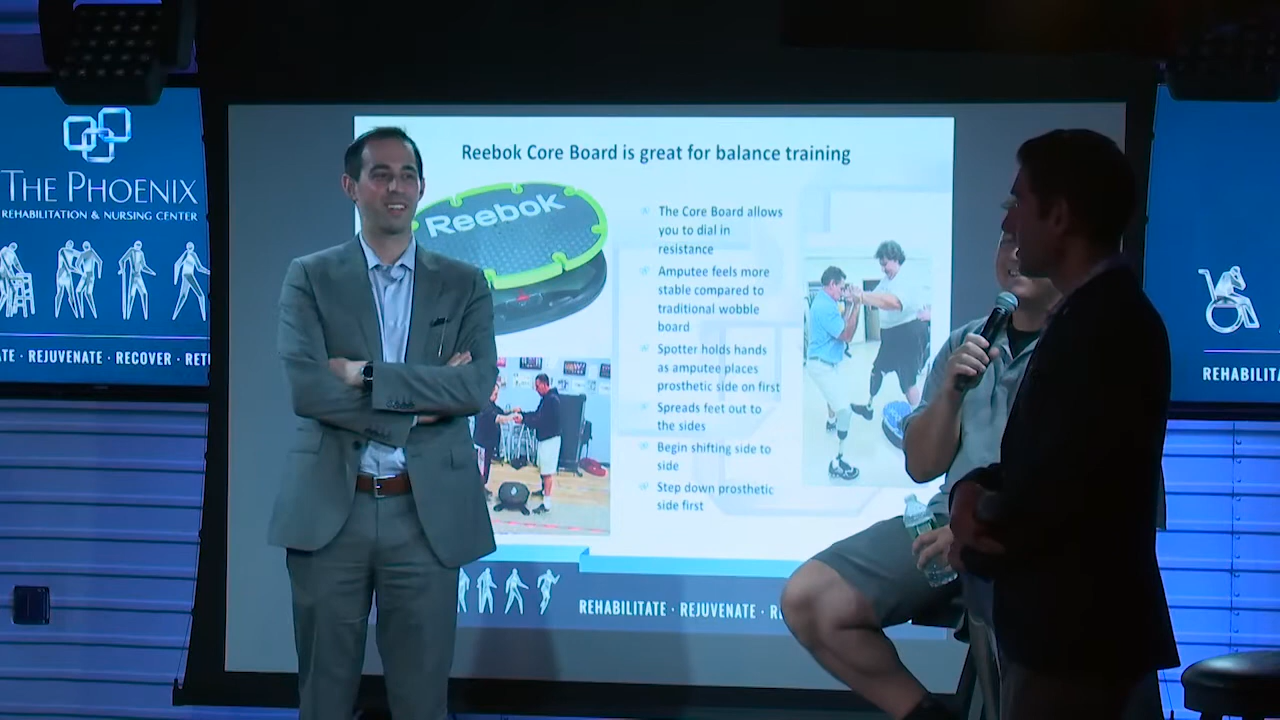 THE PHOENIX
REHABILITATION & NURSING CENTER
REJUVENATE · RECOVER ·
Reebok Core Board is great for balance training
Reebok
The Core Board allows
you to dial in
resistance
Amputee feels more
stable compared to
traditional wobble
board
Spotter holds hands
as amputee places
prosthetic side on first
Spreads feet out to
the sides
Begin shifting side to
side
Step down prosthetic
side first
REHABILITATE · REJUVENATE ·